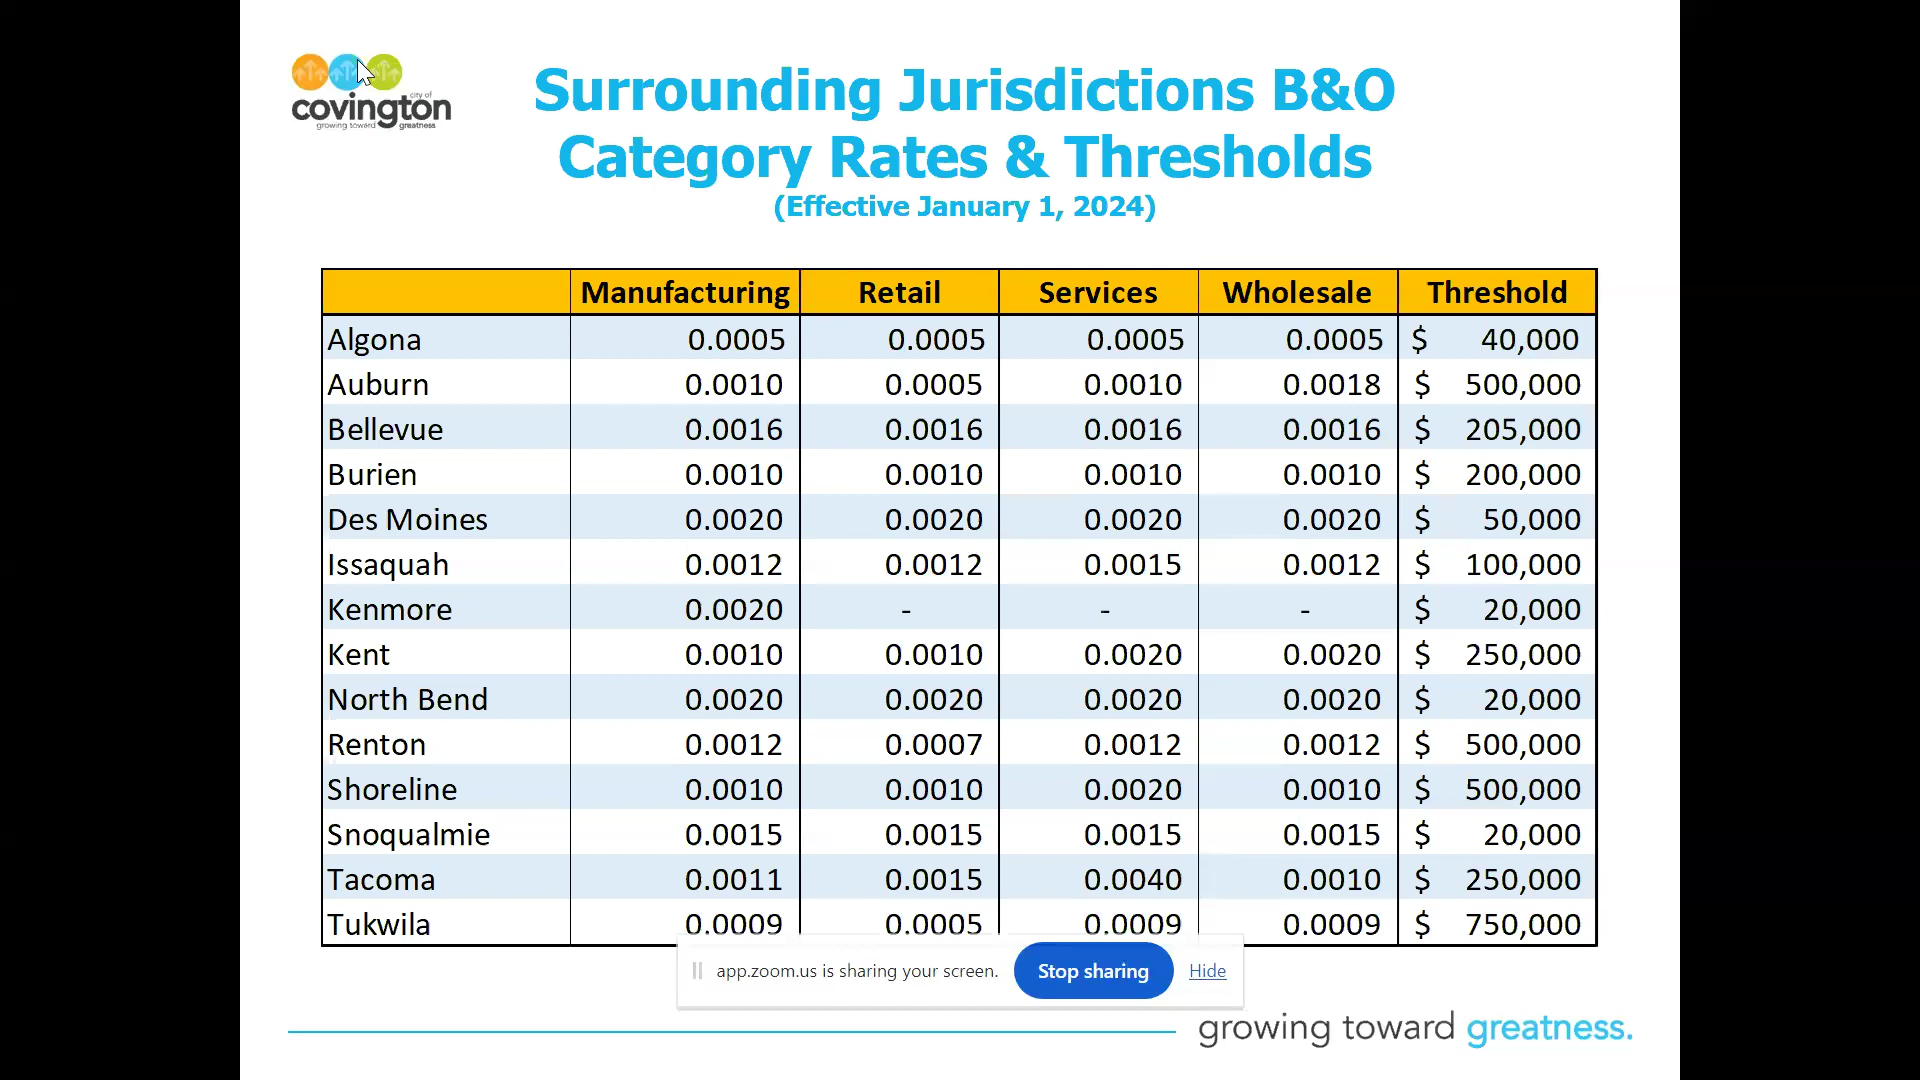 city of
covington
growing toward greatness
Surrounding Jurisdictions B&O
Category Rates & Thresholds
(Effective January 1, 2024)
Manufacturing Retail Services Wholesale Threshold
Algona 0.0005 0.0005 0.0005 0.0005 $ 40,000
Auburn 0.0010 0.0005 0.0010 0.0018 $ 500,000
Bellevue 0.0016 0.0016 0.0016 0.0016 $ 205,000
Burien 0.0010 0.0010 0.0010 0.0010 $ 200,000
Des Moines 0.0020 0.0020 0.0020 0.0020 $ 50,000
Issaquah 0.0012 0.0012 0.0015 0.0012 $ 100,000
Kenmore 0.0020 - - - $ 20,000
Kent 0.0010 0.0010 0.0020 0.0020 $ 250,000
North Bend 0.0020 0.0020 0.0020 0.0020 $ 20,000
Renton 0.0012 0.0007 0.0012 0.0012 $ 500,000
Shoreline 0.0010 0.0010 0.0020 0.0010 $ 500,000
Snoqualmie 0.0015 0.0015 0.0015 0.0015 $ 20,000
Tacoma 0.0011 0.0015 0.0040 0.0010 $ 250,000
Tukwila 0.0009 0.0005 0.0009 0.0009 $ 750,000
app.zoom.us is sharing your screen. Stop sharing Hide
growing toward greatness.